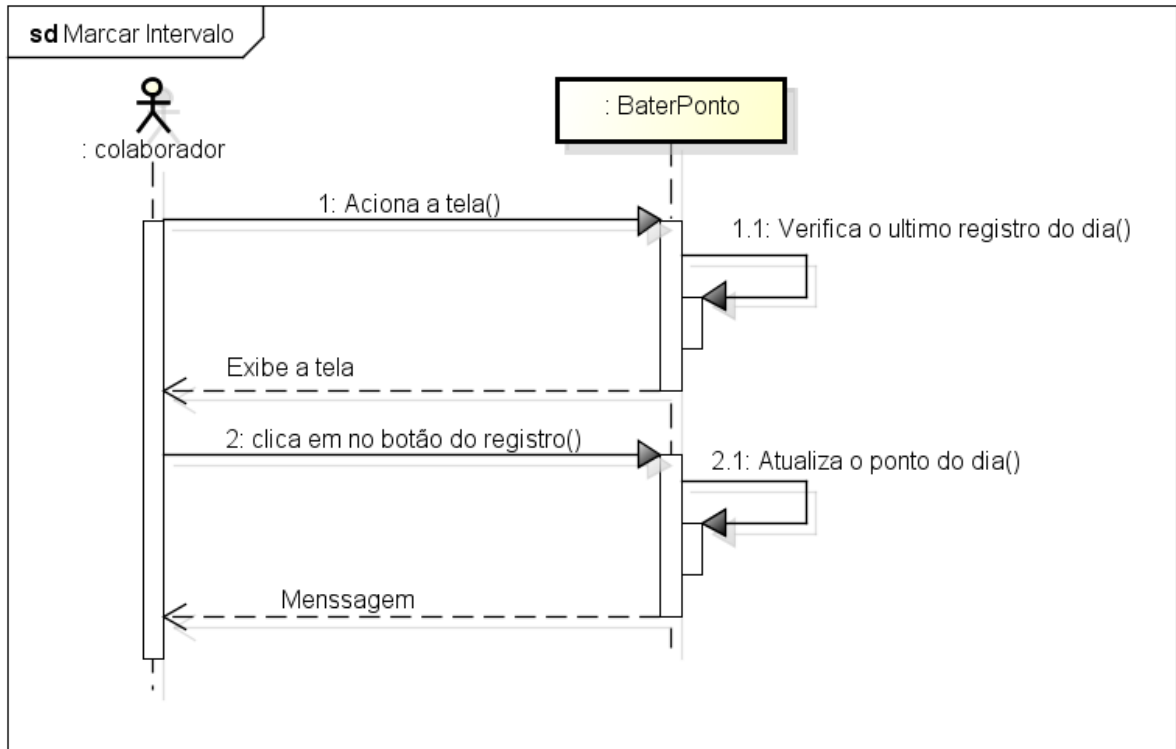 sd Marcar Intervalo
: colaborador
: BaterPonto
1: Aciona a tela()
1.1: Verifica o ultimo registro do dia()
Exibe a tela
2: clica em no botão do registro()
2.1: Atualiza o ponto do dia()
Menssagem